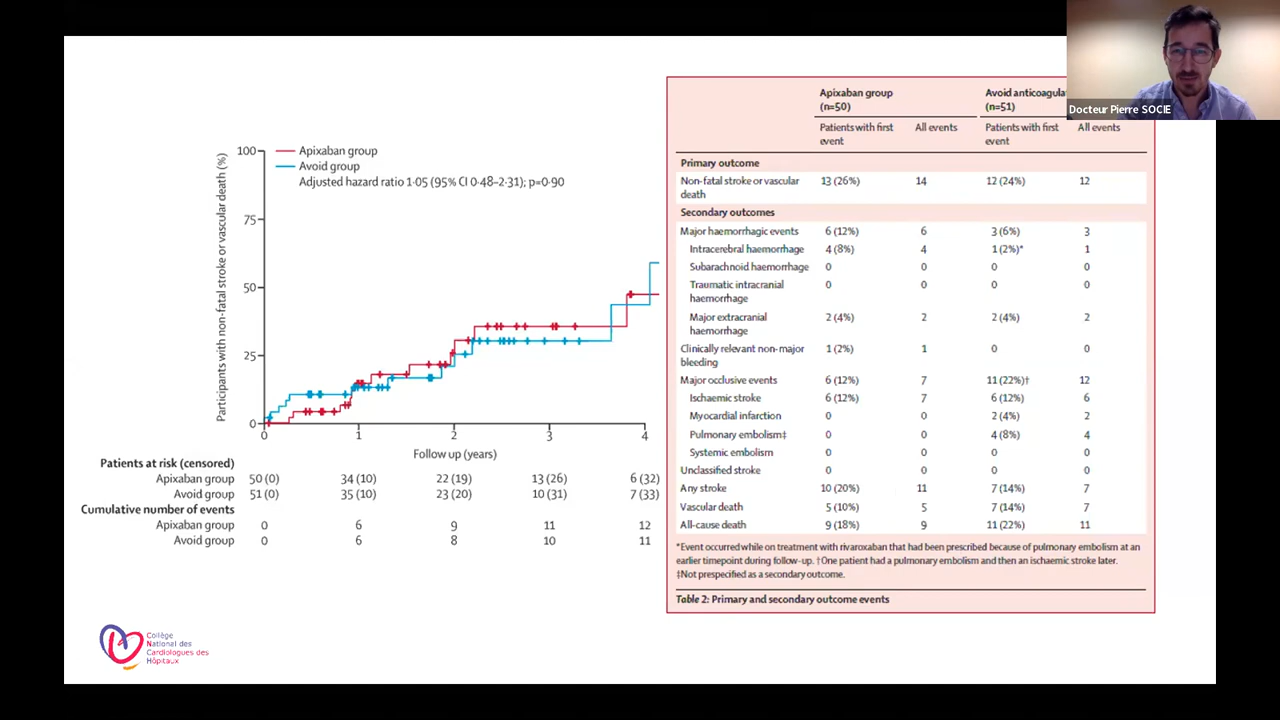 Docteur Pierre SOCIE
Apixaban group
Avoid group
Adjusted hazard ratio 1·05 (95% CI 0·48–2·31); p=0·90
Participants with non-fatal stroke or vascular death (%)
100
75
50
25
0
0 1 2 3 4
Follow up (years)
Patients at risk (censored)
Apixaban group 50 (0) 34 (10) 22 (19) 13 (26) 6 (32)
Avoid group 51 (0) 35 (10) 23 (20) 10 (31) 7 (33)
Cumulative number of events
Apixaban group 0 6 9 11 12
Avoid group 0 6 8 10 11
Apixaban group Avoid
(n=50) (n=51)
Patients with first All events Patients with first All events
event event
Primary outcome
Non-fatal stroke or vascular 13 (26%) 14 12 (24%) 12
death
Secondary outcomes
Major haemorrhagic events 6 (12%) 6 3 (6%) 3
Intracerebral haemorrhage 4 (8%) 4 1 (2%)* 1
Subarachnoid haemorrhage 0 0 0 0
Traumatic intracranial 0 0 0 0
haemorrhage
Major extracranial 2 (4%) 2 2 (4%) 2
haemorrhage
Clinically relevant non-major 1 (2%) 1 0 0
bleeding
Major occlusive events 6 (12%) 7 11 (22%)† 12
Ischaemic stroke 6 (12%) 7 6 (12%) 6
Myocardial infarction 0 0 2 (4%) 2
Pulmonary embolism‡ 0 0 4 (8%) 4
Systemic embolism 0 0 0 0
Unclassified stroke 0 0 0 0
Any stroke 10 (20%) 11 7 (14%) 7
Vascular death 5 (10%) 5 7 (14%) 7
All-cause death 9 (18%) 9 11 (22%) 11
*Event occurred while on treatment with rivaroxaban that had been prescribed because of pulmonary embolism at an
earlier timepoint during follow-up. †One patient had a pulmonary embolism and then an ischaemic stroke later.
‡Not prespecified as a secondary outcome.
Table 2: Primary and secondary outcome events
Collège
National des
Cardiologues des
Hôpitaux